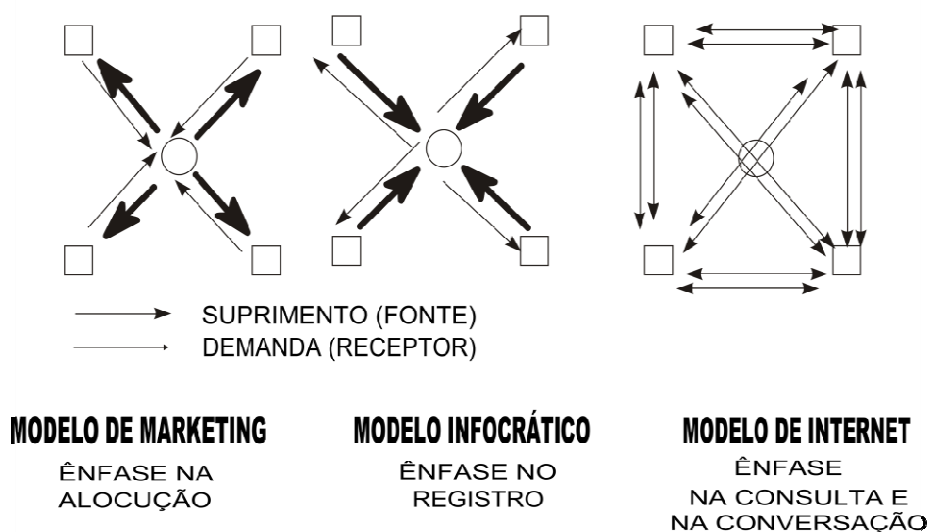 SUPRIMENTO (FONTE)
DEMANDA (RECEPTOR)
MODELO DE MARKETING
ÊNFASE NA
ALOCUÇÃO
MODELO INFOCRÁTICO
ÊNFASE NO
REGISTRO
MODELO DE INTERNET
ÊNFASE
NA CONSULTA E
NA CONVERSAÇÃO